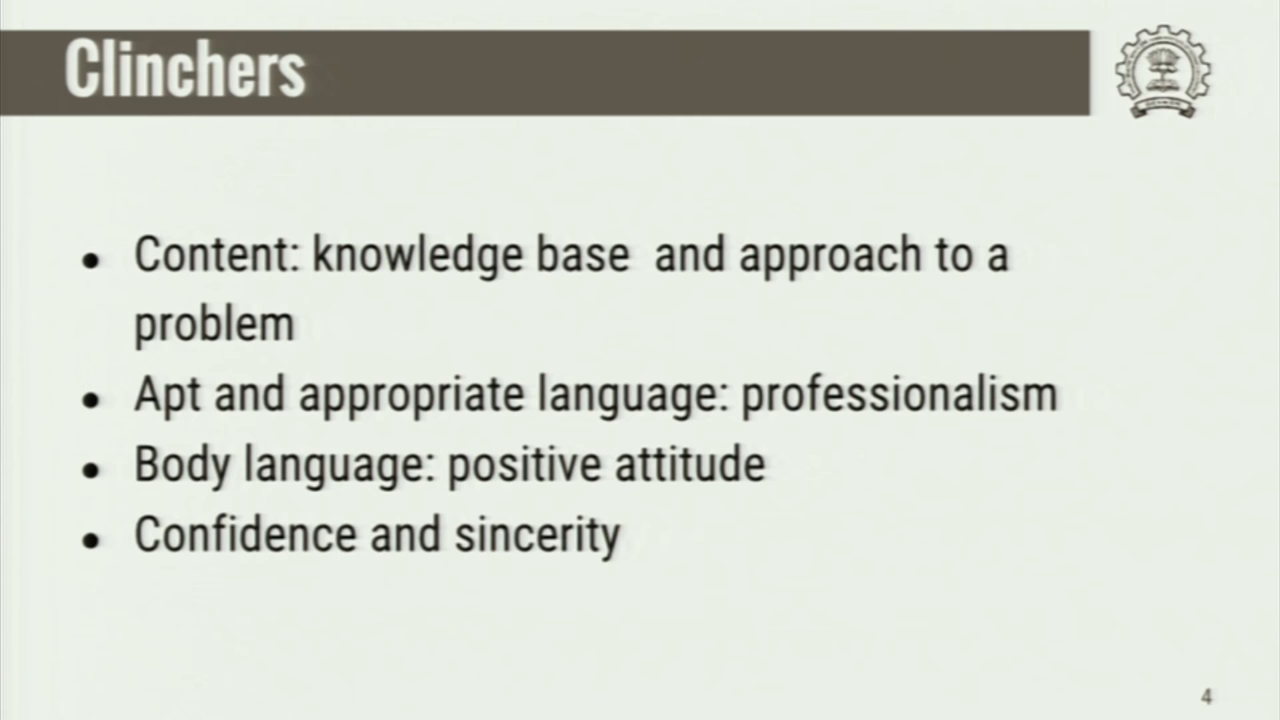 Clinchers
• Content: knowledge base and approach to a
problem
• Apt and appropriate language: professionalism
• Body language: positive attitude
• Confidence and sincerity
4